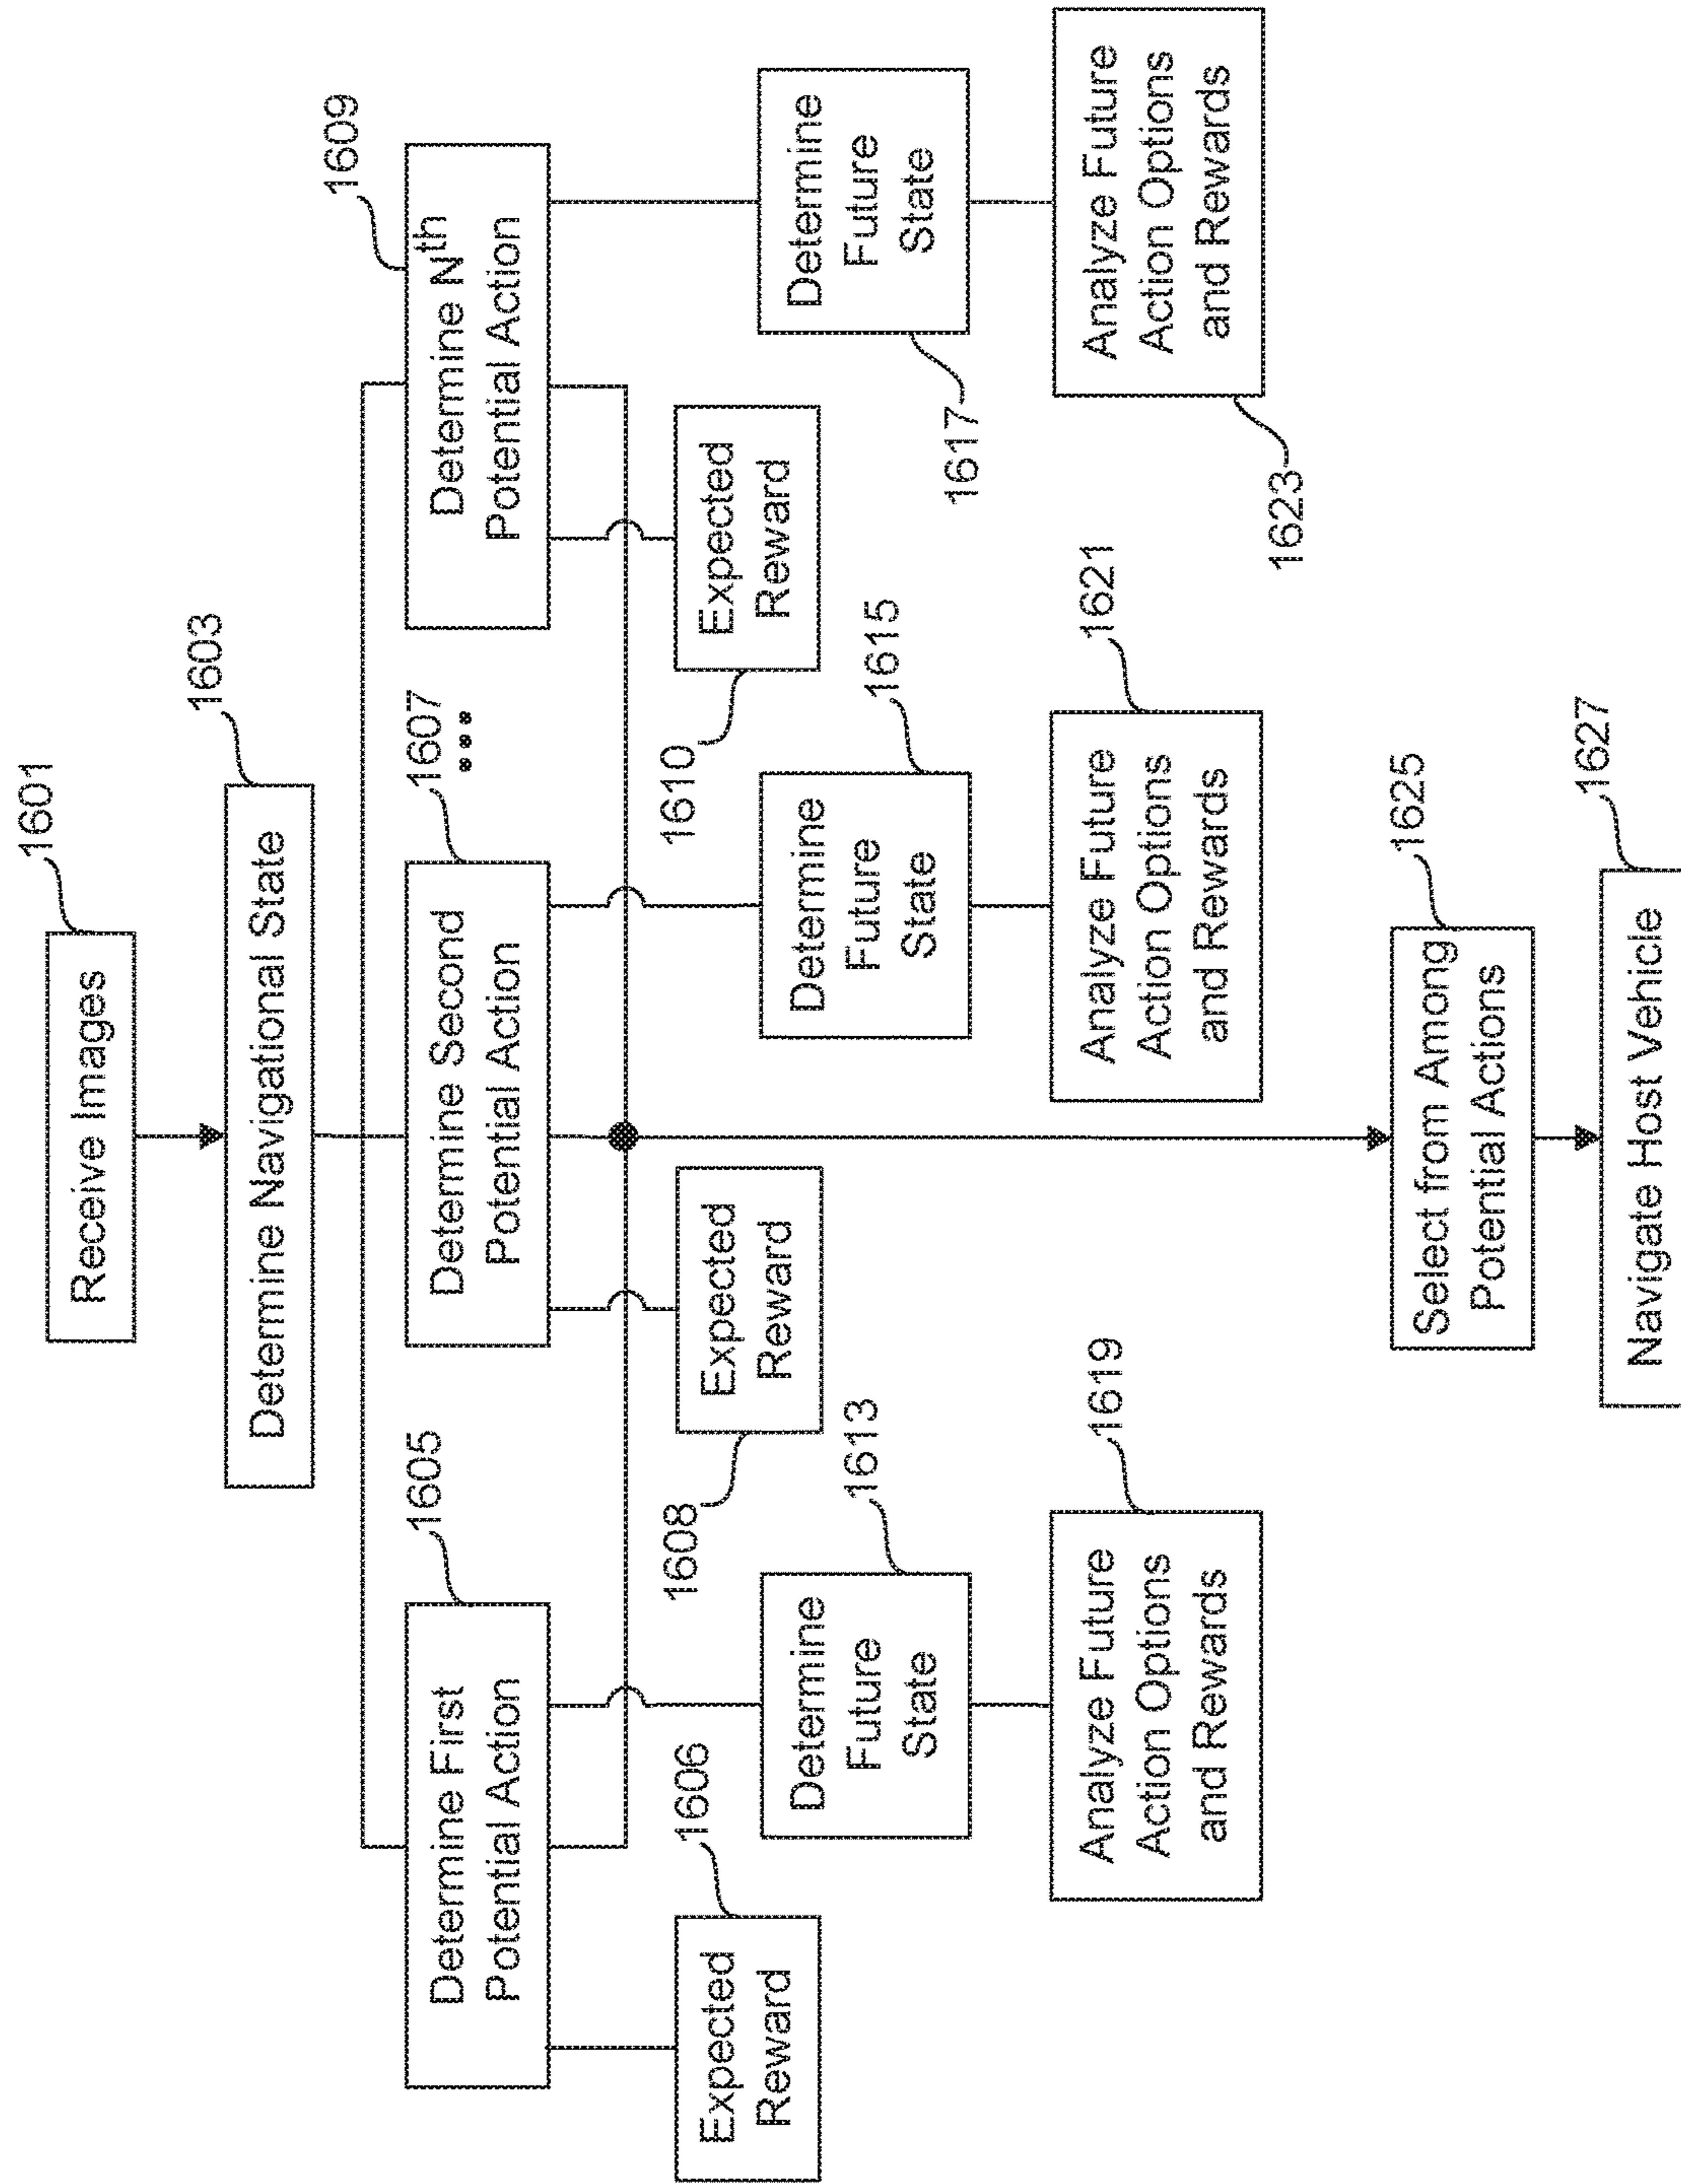 1601
Receive Images
1603
Determine Navigational State
1605
Determine First
Potential Action
1607
Determine Second
Potential Action
1609
Determine Nth
Potential Action
1606
Expected
Reward
1608
Expected
Reward
1610
Expected
Reward
1613
Determine
Future
State
1615
Determine
Future
State
1617
Determine
Future
State
1619
Analyze Future
Action Options
and Rewards
1621
Analyze Future
Action Options
and Rewards
1623
Analyze Future
Action Options
and Rewards
1625
Select from Among
Potential Actions
1627
Navigate Host Vehicle